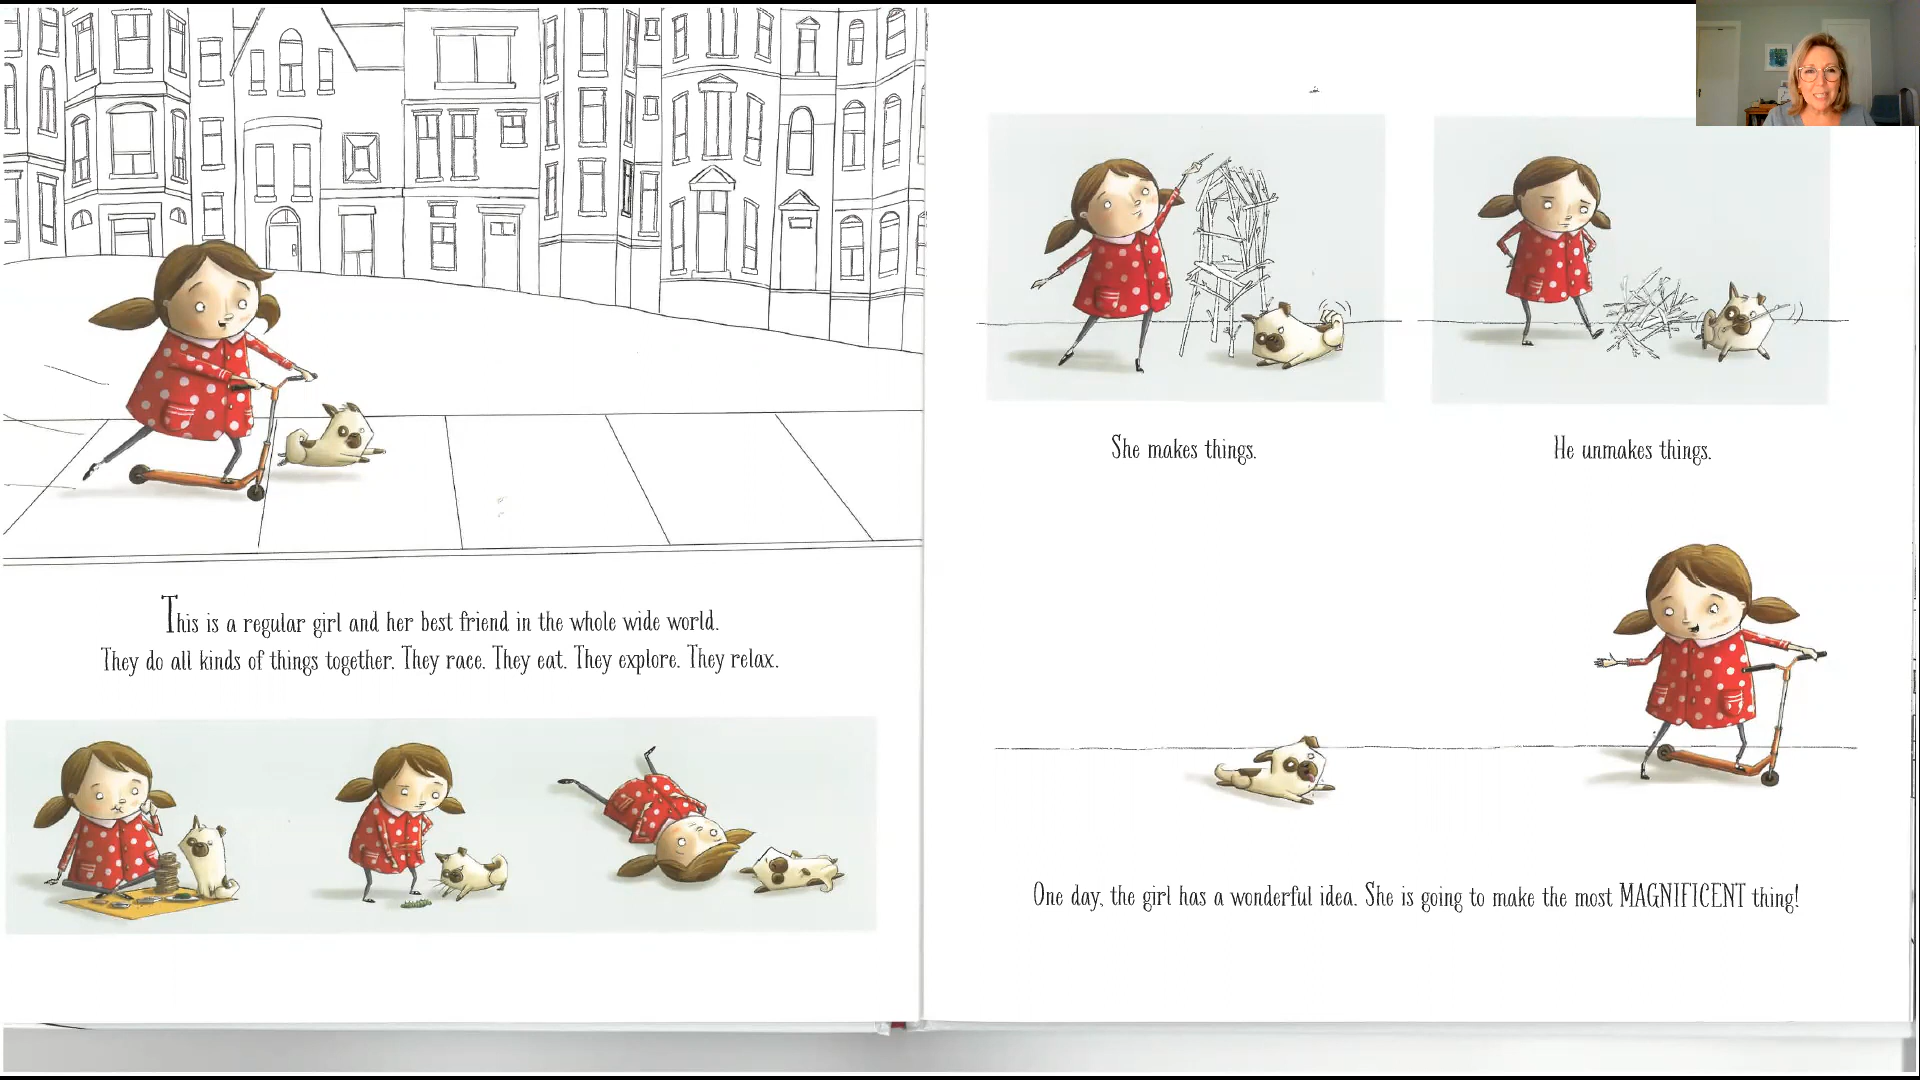 This is a regular girl and her best friend in the whole wide world.
They do all kinds of things together. They race. They eat. They explore. They relax.
She makes things.
He unmakes things.
One day, the girl has a wonderful idea. She is going to make the most MAGNIFICENT thing!